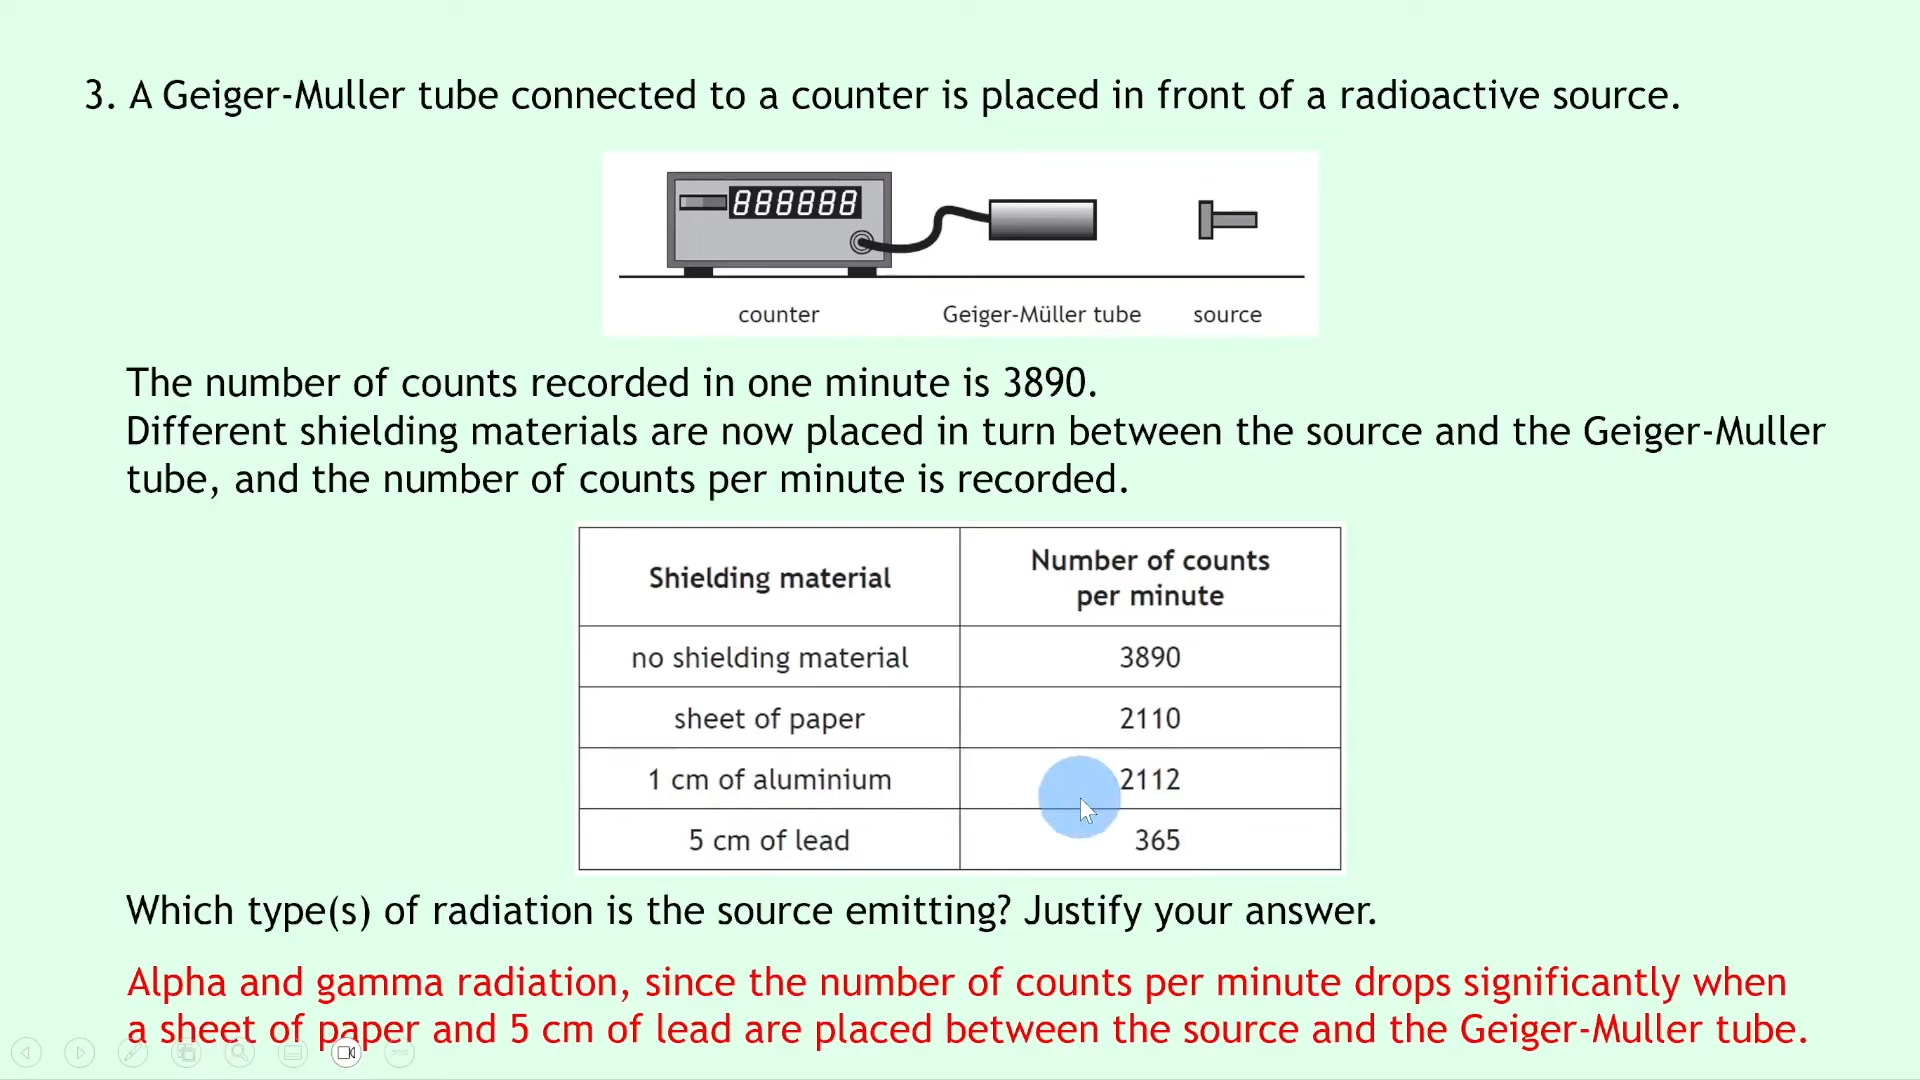 3. A Geiger-Muller tube connected to a counter is placed in front of a radioactive source.
888888
counter Geiger-Müller tube source
The number of counts recorded in one minute is 3890.
Different shielding materials are now placed in turn between the source and the Geiger-Muller
tube, and the number of counts per minute is recorded.
Shielding material Number of counts per minute
no shielding material 3890
sheet of paper 2110
1 cm of aluminium 2112
5 cm of lead 365
Which type(s) of radiation is the source emitting? Justify your answer.
Alpha and gamma radiation, since the number of counts per minute drops significantly when
a sheet of paper and 5 cm of lead are placed between the source and the Geiger-Muller tube.